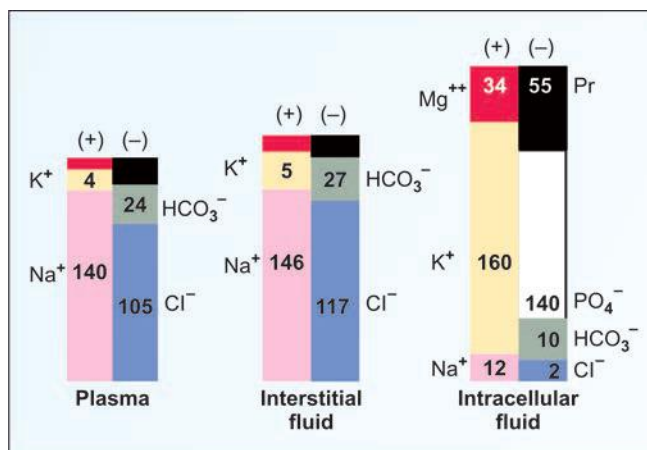 (+) (–)
K⁺ 4
24 HCO₃⁻
Na⁺ 140
105 Cl⁻
Plasma
(+) (–)
K⁺ 5
27 HCO₃⁻
Na⁺ 146
117 Cl⁻
Interstitial
fluid
(+) (–)
Mg⁺⁺ 34 55 Pr
K⁺ 160
140 PO₄⁻
10 HCO₃⁻
Na⁺ 12
2 Cl⁻
Intracellular
fluid